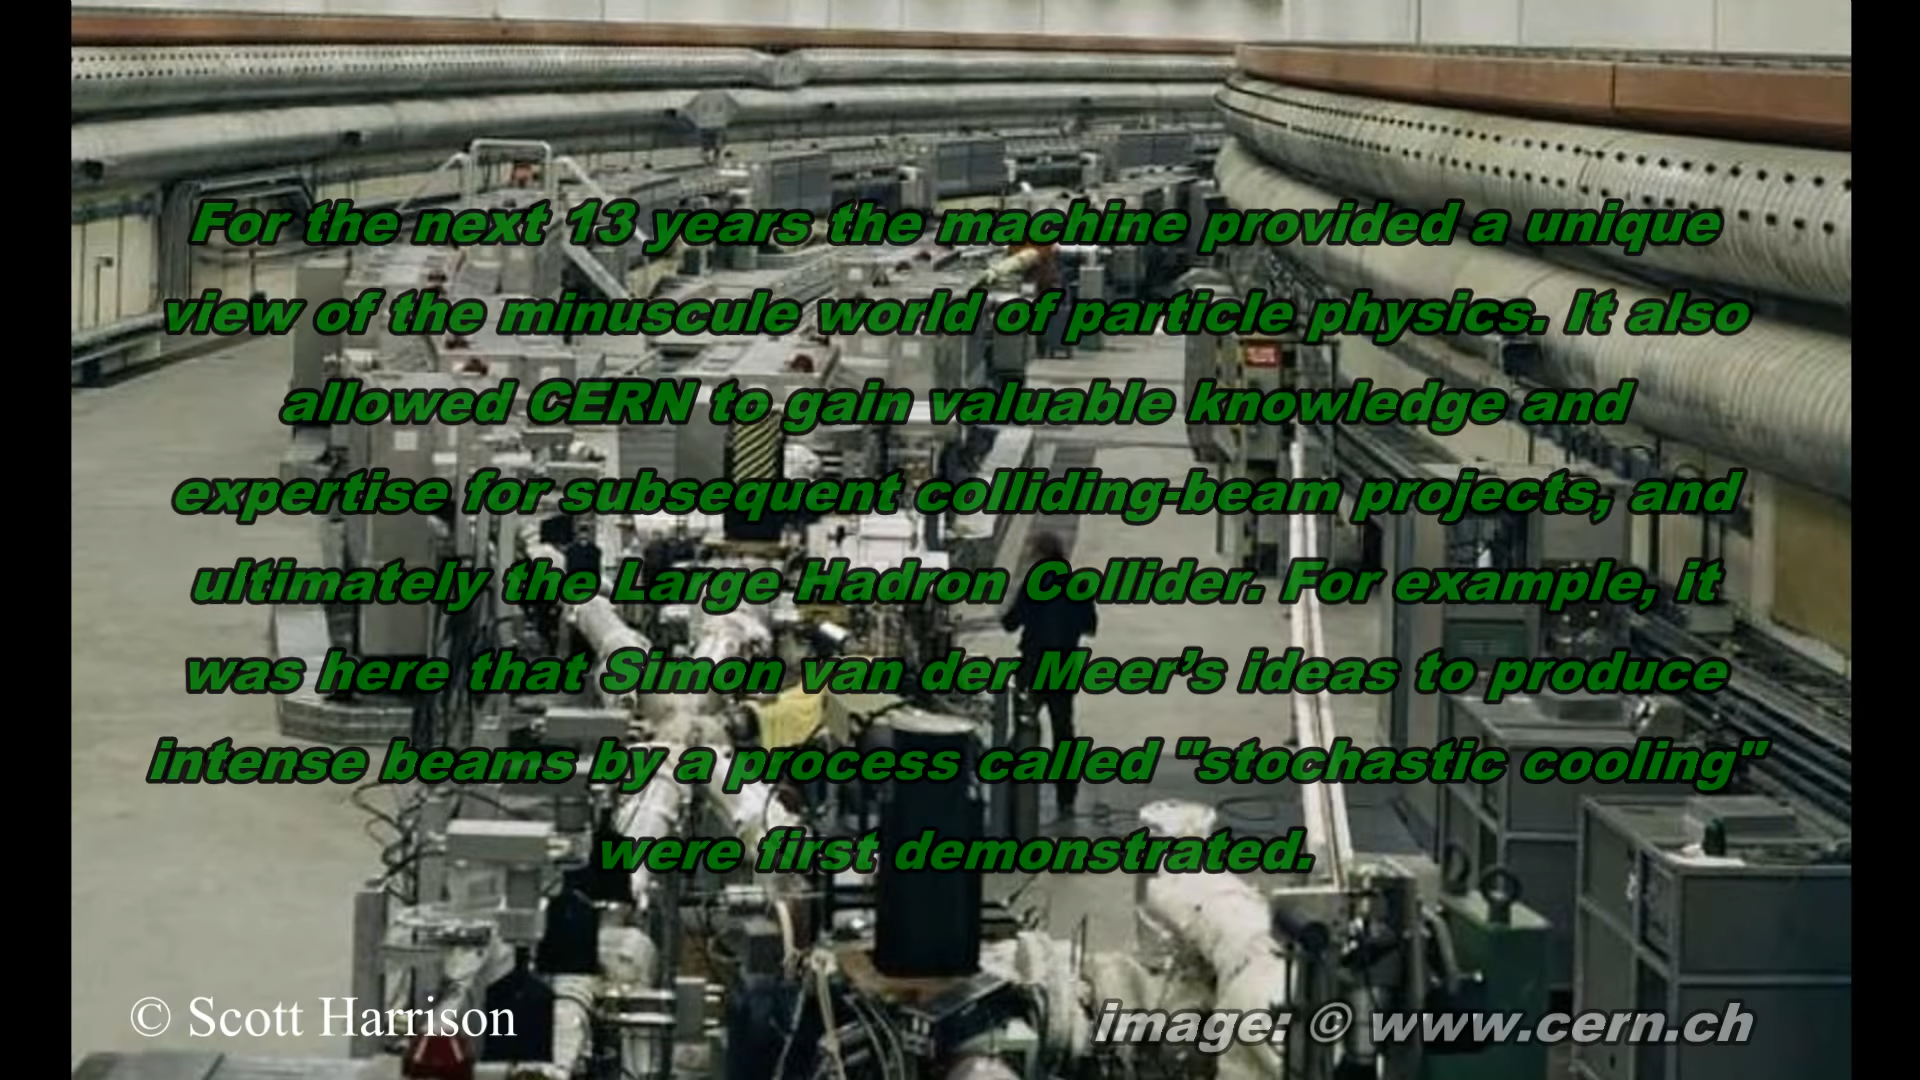 For the next 13 years the machine provided a unique
view of the minuscule world of particle physics. It also
allowed CERN to gain valuable knowledge and
expertise for subsequent colliding-beam projects, and
ultimately the Large Hadron Collider. For example, it
was here that Simon van der Meer’s ideas to produce
intense beams by a process called "stochastic cooling"
were first demonstrated.
© Scott Harrison
image: © www.cern.ch